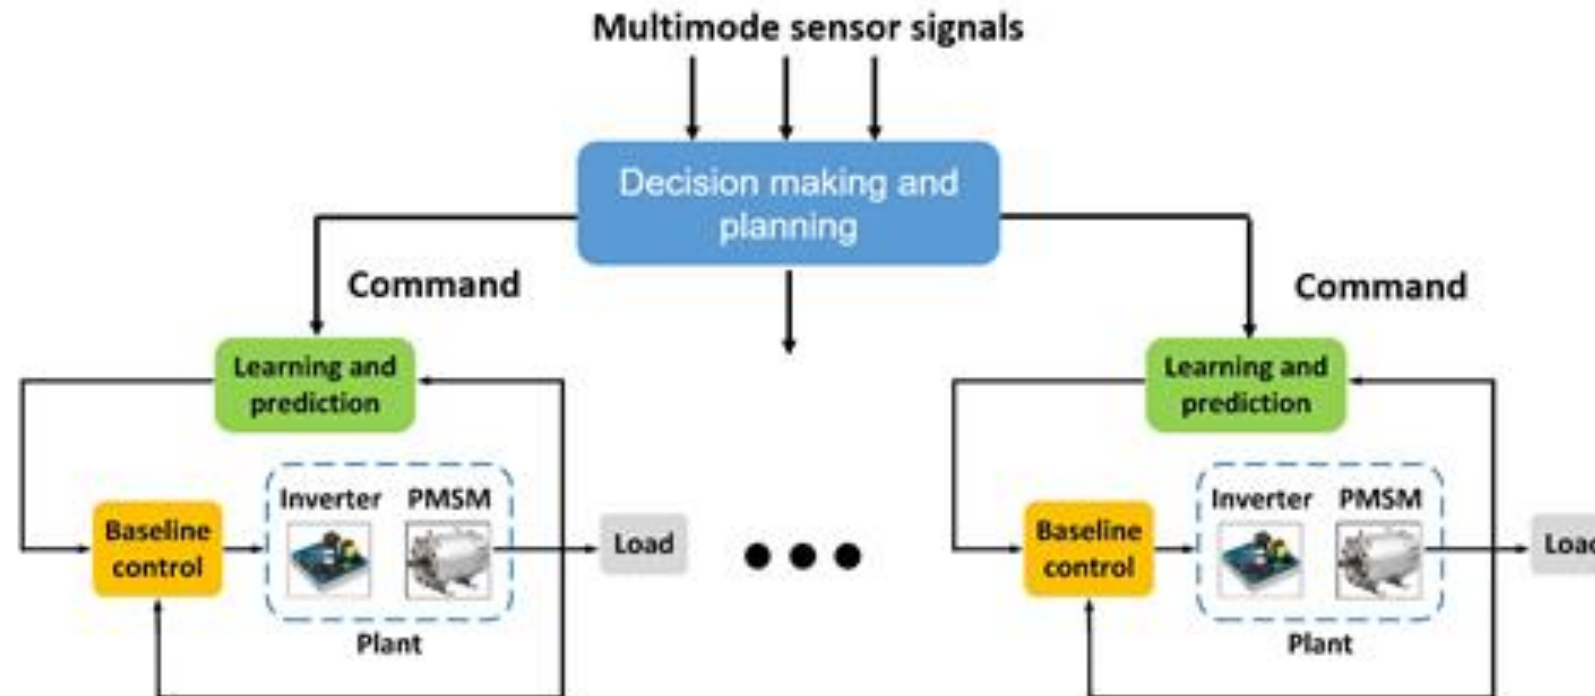 Multimode sensor signals
Decision making and
planning
Command
Command
Learning and
prediction
Learning and
prediction
Inverter
PMSM
Baseline
control
Load
Plant
Inverter
PMSM
Baseline
control
Load
Plant